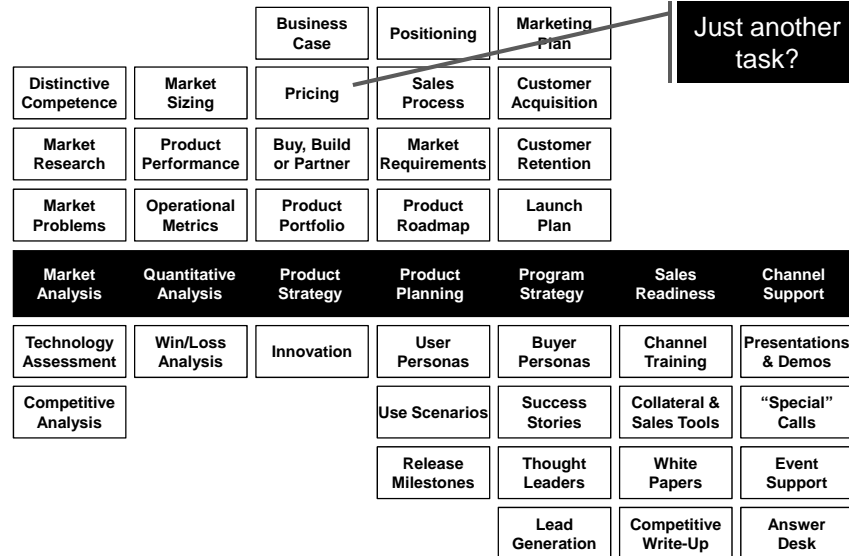 Business
Case
Positioning
Marketing
Plan
Just another
task?
Distinctive
Competence
Market
Sizing
Pricing
Sales
Process
Customer
Acquisition
Market
Research
Product
Performance
Buy, Build
or Partner
Market
Requirements
Customer
Retention
Market
Problems
Operational
Metrics
Product
Portfolio
Product
Roadmap
Launch
Plan
Market
Analysis
Quantitative
Analysis
Product
Strategy
Product
Planning
Program
Strategy
Sales
Readiness
Channel
Support
Technology
Assessment
Win/Loss
Analysis
Innovation
User
Personas
Buyer
Personas
Channel
Training
Presentations
& Demos
Competitive
Analysis
Use Scenarios
Success
Stories
Collateral &
Sales Tools
“Special”
Calls
Release
Milestones
Thought
Leaders
White
Papers
Event
Support
Lead
Generation
Competitive
Write-Up
Answer
Desk